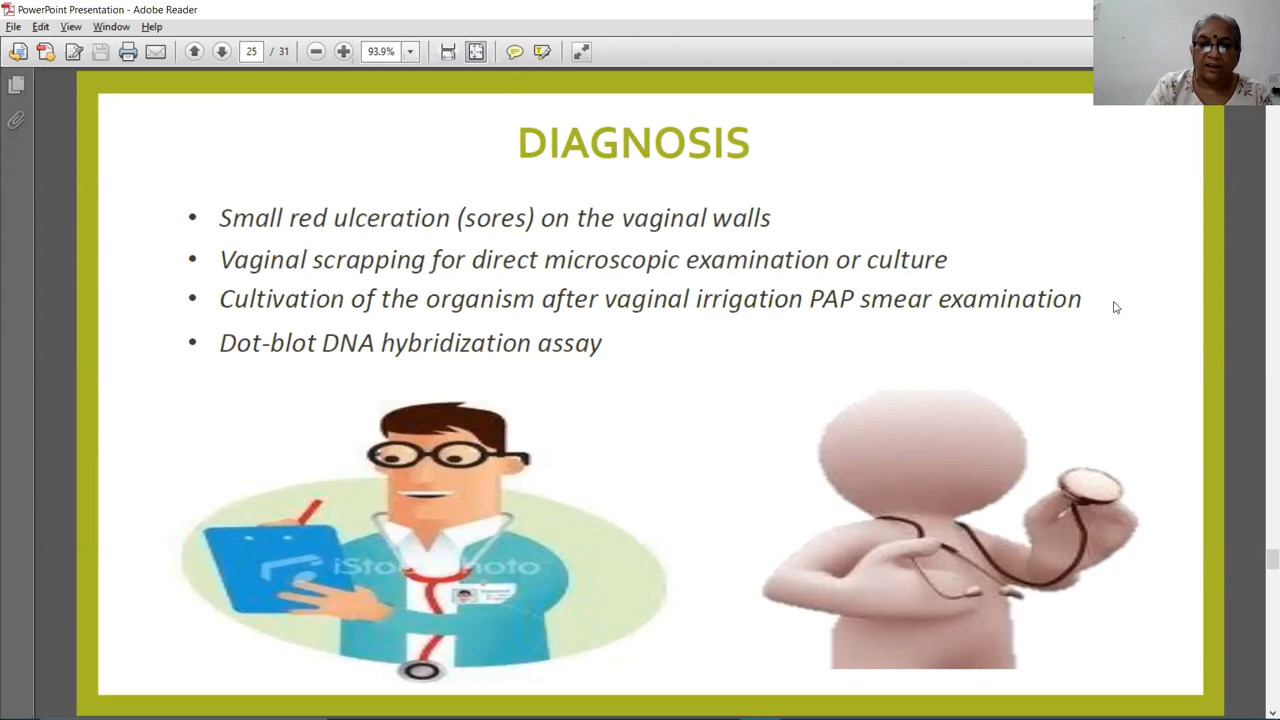 PowerPoint Presentation - Adobe Reader
File Edit View Window Help
25 / 31 93.9%
DIAGNOSIS
• Small red ulceration (sores) on the vaginal walls
• Vaginal scrapping for direct microscopic examination or culture
• Cultivation of the organism after vaginal irrigation PAP smear examination
• Dot-blot DNA hybridization assay